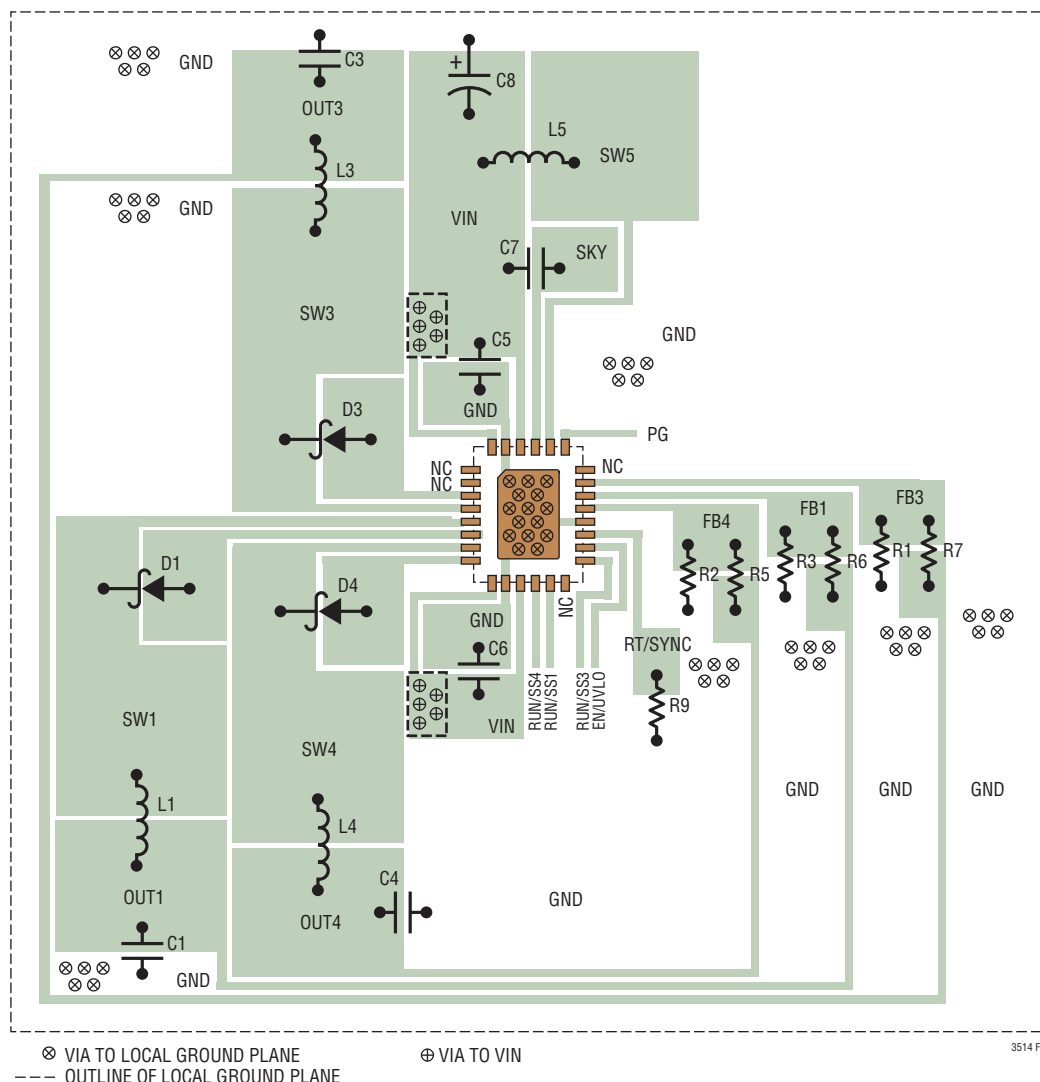 GND
C3
+
C8
OUT3
L5
SW5
L3
GND
VIN
C7
SKY
SW3
GND
C5
GND
D3
PG
NC
NC
NC
FB4
FB1
FB3
D1
D4
R2
R5
R3
R6
R1
R7
NC
GND
C6
RT/SYNC
RUN/SS4
RUN/SS1
RUN/SS3
EN/UVLO
R9
SW1
VIN
SW4
L1
L4
GND
GND
GND
OUT1
C4
OUT4
GND
C1
GND
3514 F
VIA TO LOCAL GROUND PLANE
VIA TO VIN
OUTLINE OF LOCAL GROUND PLANE